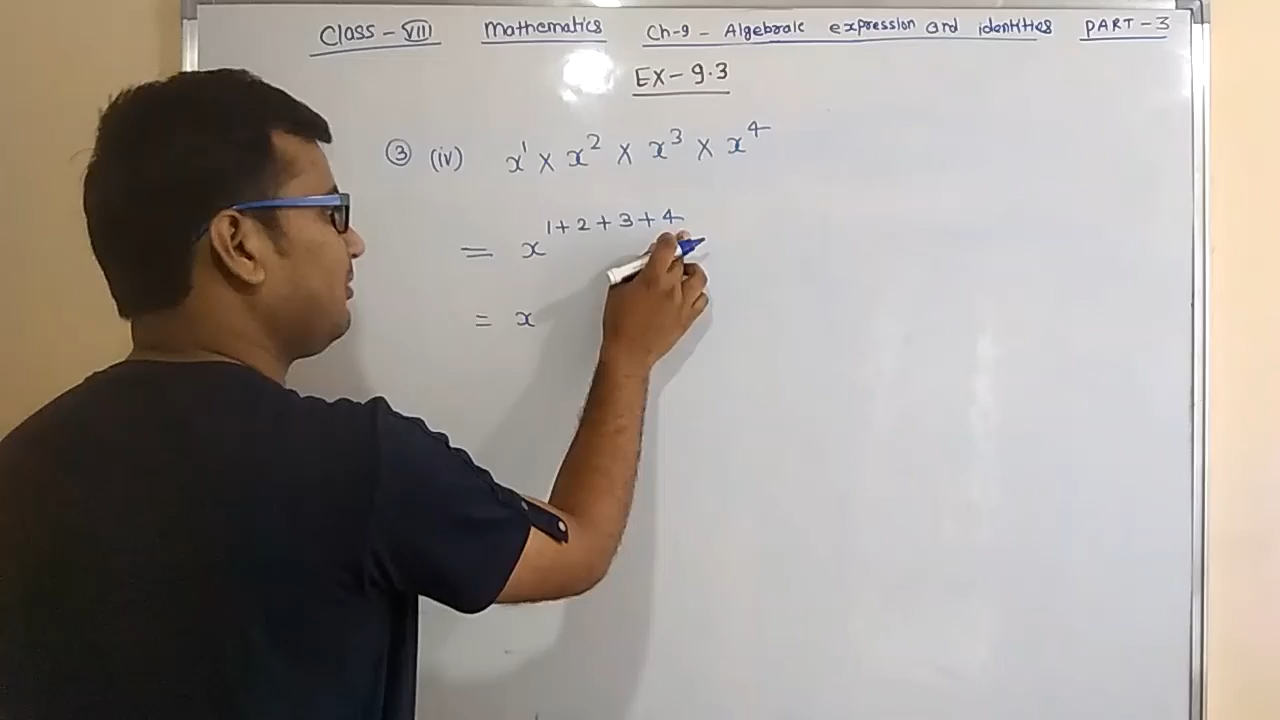 Class - VIII Mathematics Ch-9 - Algebraic expression and identities PART - 3
EX - 9.3
③ (iv) x¹ × x² × x³ × x⁴
= x^1+2+3+4
= x